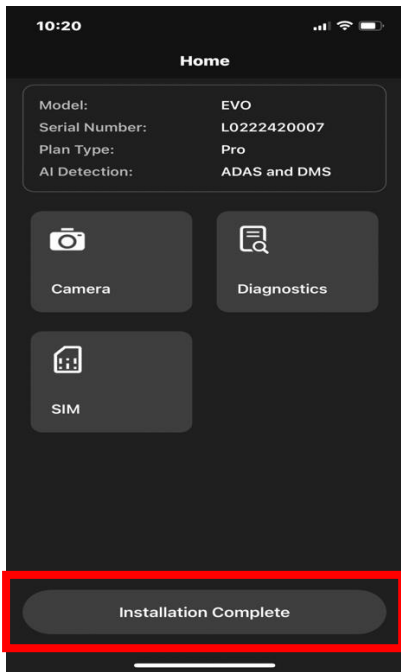 10:20
Home
Model: EVO
Serial Number: L0222420007
Plan Type: Pro
AI Detection: ADAS and DMS
Camera
Diagnostics
SIM
Installation Complete